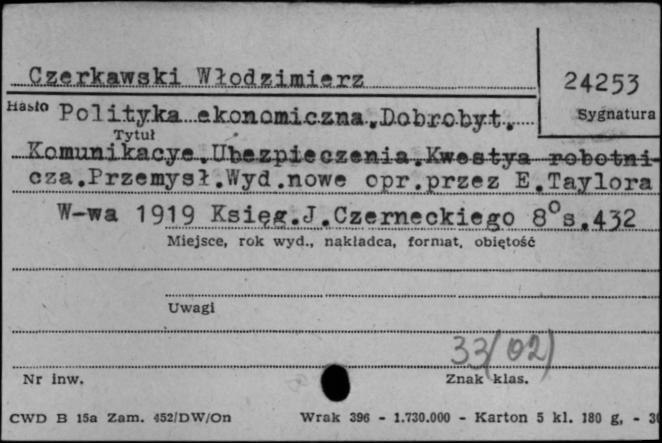 Czerkawski Włodzimierz
24253
Hasło
Sygnatura
Polityka ekonomiczna.Dobrobyt.
Tytuł
Komunikacye.Ubezpieczenia.Kwestya robotni-
cza.Przemysł.Wyd.nowe opr.przez E.Taylora
W-wa 1919 Księg.J.Czerneckiego 8°s.432
Miejsce, rok wyd., nakładca, format, objętość
Uwagi
33(02)
Nr inw.
Znak klas.
CWD B 15a Zam. 452/DW/On Wrak 396 - 1.730.000 - Karton 5 kl. 180 g, - 30